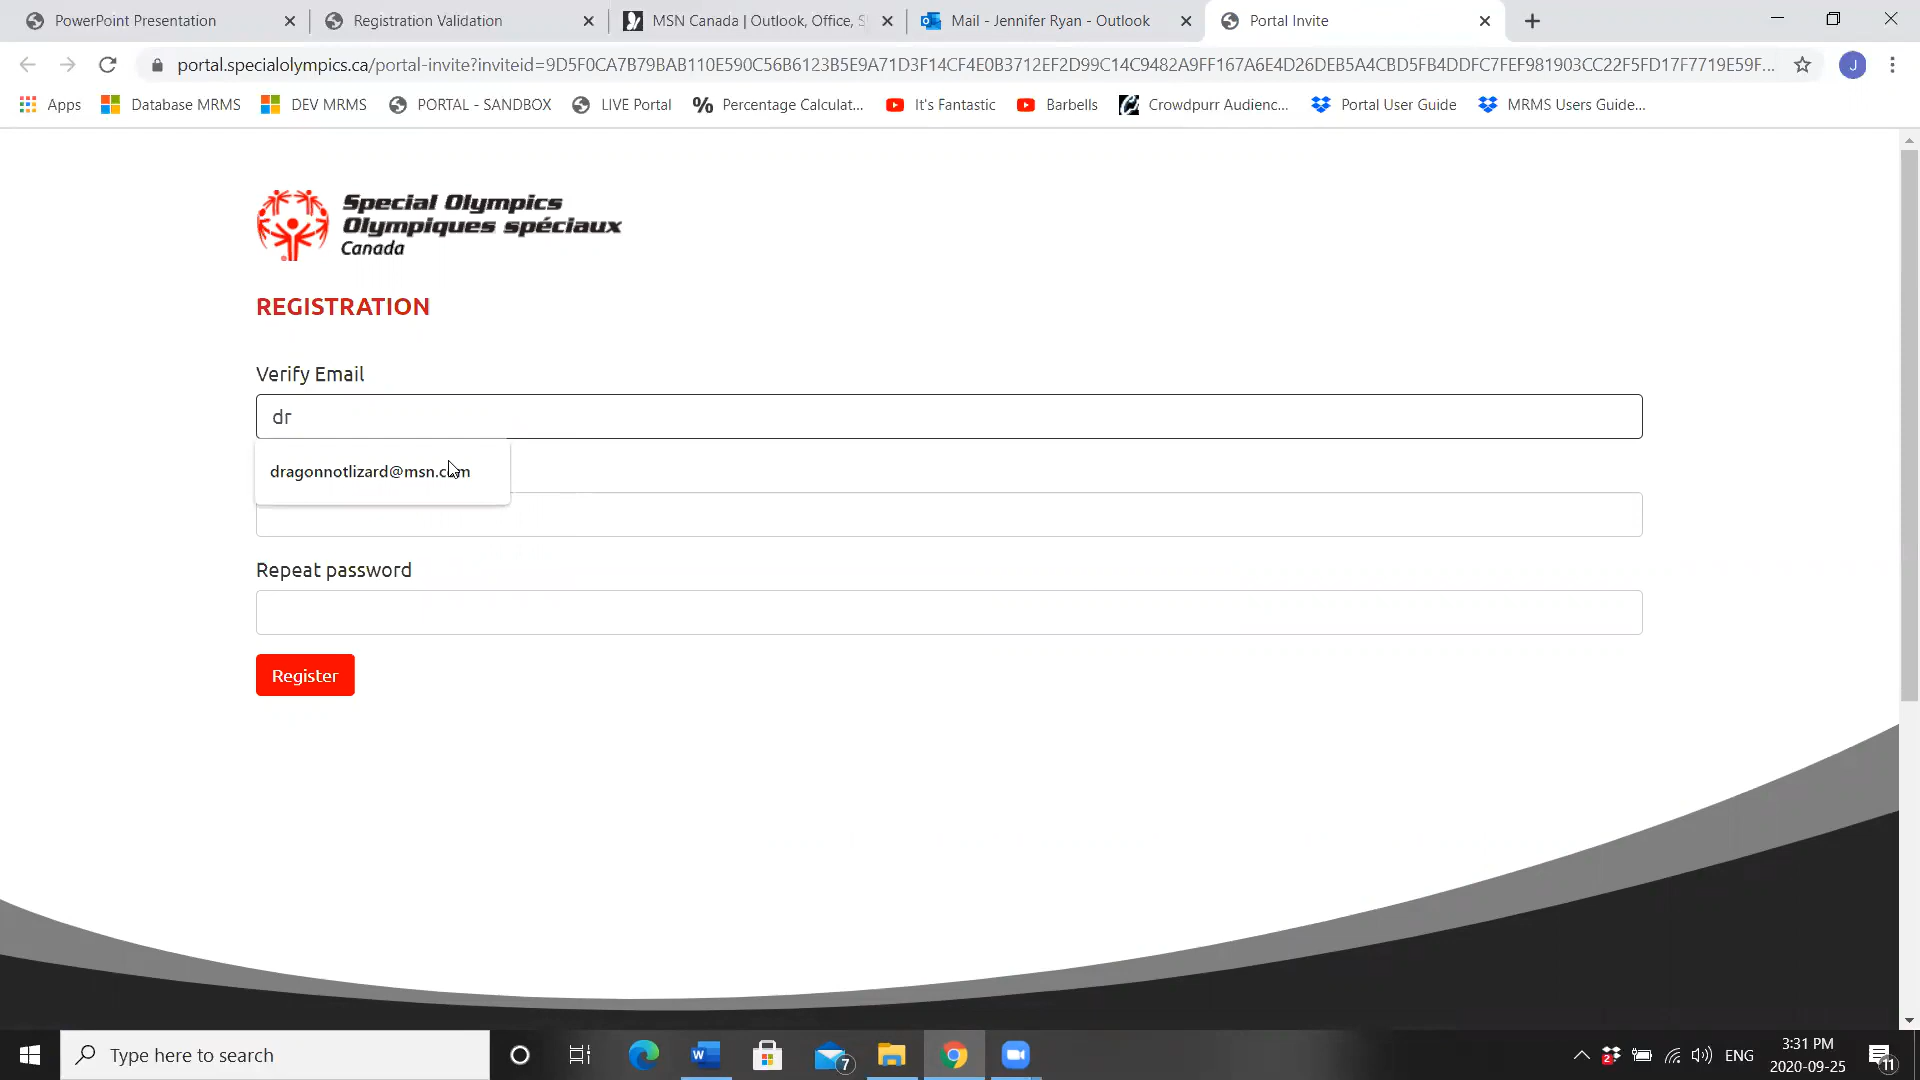 PowerPoint Presentation
Registration Validation
MSN Canada | Outlook, Office, S
Mail - Jennifer Ryan - Outlook
Portal Invite
portal.specialolympics.ca/portal-invite?inviteid=9D5F0CA7B79BAB110E590C56B6123B5E9A71D3F14CF4E0B3712EF2D99C14C9482A9FF167A6E4D26DEB5A4CBD5FB4DDFC7FEF981903CC22F5FD17F7719E59F...
J
Apps
Database MRMS
DEV MRMS
PORTAL - SANDBOX
LIVE Portal
Percentage Calculat...
It's Fantastic
Barbells
Crowdpurr Audienc...
Portal User Guide
MRMS Users Guide...
Special Olympics
Olympiques spéciaux
Canada
REGISTRATION
Verify Email
dr
dragonnotlizard@msn.com
Repeat password
Register
Type here to search
7
2
ENG
3:31 PM
2020-09-25
11